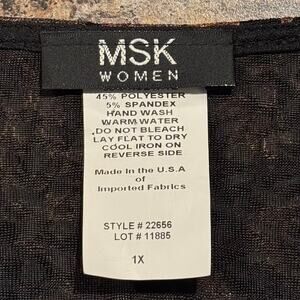 MSK
WOMEN
45% POLYESTER
5% SPANDEX
HAND WASH
WARM WATER
DO NOT BLEACH
LAY FLAT TO DRY
COOL IRON ON
REVERSE SIDE
Made in the U.S.A
of
Imported Fabrics
STYLE # 22656
LOT # 11885
1X